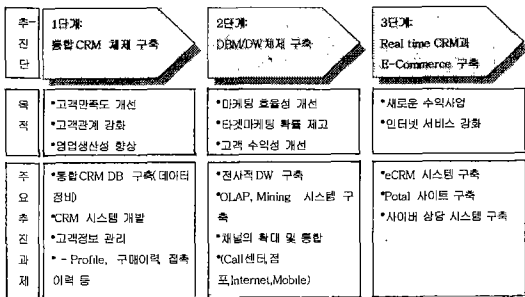 추
진
단
1단계:
통합 CRM 체제 구축
2단계:
DBM/DW 체제 구축
3단계:
Real time CRM과
E-Commerce 구축
목
적
*고객만족도 개선
*고객관계 강화
*영업생산성 향상
*마케팅 효율성 개선
*타겟마케팅 확률 제고
*고객 수익성 개선
*새로운 수익사업
*인터넷 서비스 강화
주
요
추
진
과
제
*통합CRM DB 구축(데이터
정비)
*CRM 시스템 개발
*고객정보 관리
* - Profile, 구매이력, 접촉
이력 등
*전사적 DW 구축
*OLAP, Mining 시스템 구
축
*채널의 확대 및 통합
*(Call센터,점
포,Internet,Mobile)
*eCRM 시스템 구축
*Potal 사이트 구축
*사이버 상담 시스템 구축